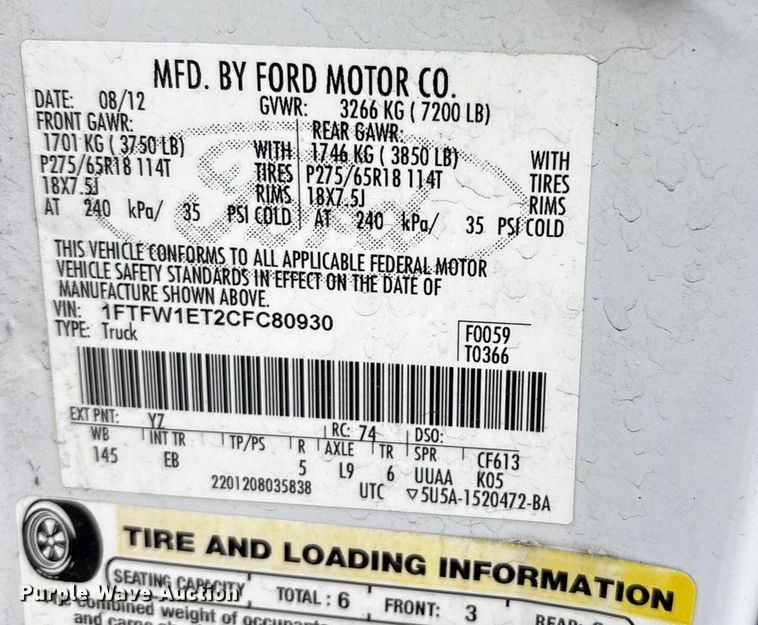 MFD. BY FORD MOTOR CO.
DATE: 08/12 GVWR: 3266 KG ( 7200 LB)
FRONT GAWR: REAR GAWR:
1701 KG ( 3750 LB) WITH 1746 KG ( 3850 LB) WITH
P275/65R18 114T TIRES P275/65R18 114T TIRES
18X7.5J RIMS 18X7.5J RIMS
AT 240 kPa/ 35 PSI COLD AT 240 kPa/ 35 PSI COLD
Ford
THIS VEHICLE CONFORMS TO ALL APPLICABLE FEDERAL MOTOR
VEHICLE SAFETY STANDARDS IN EFFECT ON THE DATE OF
MANUFACTURE SHOWN ABOVE.
VIN: 1FTFW1ET2CFC80930 F0059
TYPE: Truck T0366
EXT PNT: YZ RC: 74 DSO:
WB INT TR TP/PS R AXLE TR SPR CF613
145 EB 5 L9 6 UUAA K05
2201208035838 UTC ▽5U5A-1520472-BA
TIRE AND LOADING INFORMATION
SEATING CAPACITY TOTAL : 6 FRONT: 3
combined weight of
Purple Wave Auction